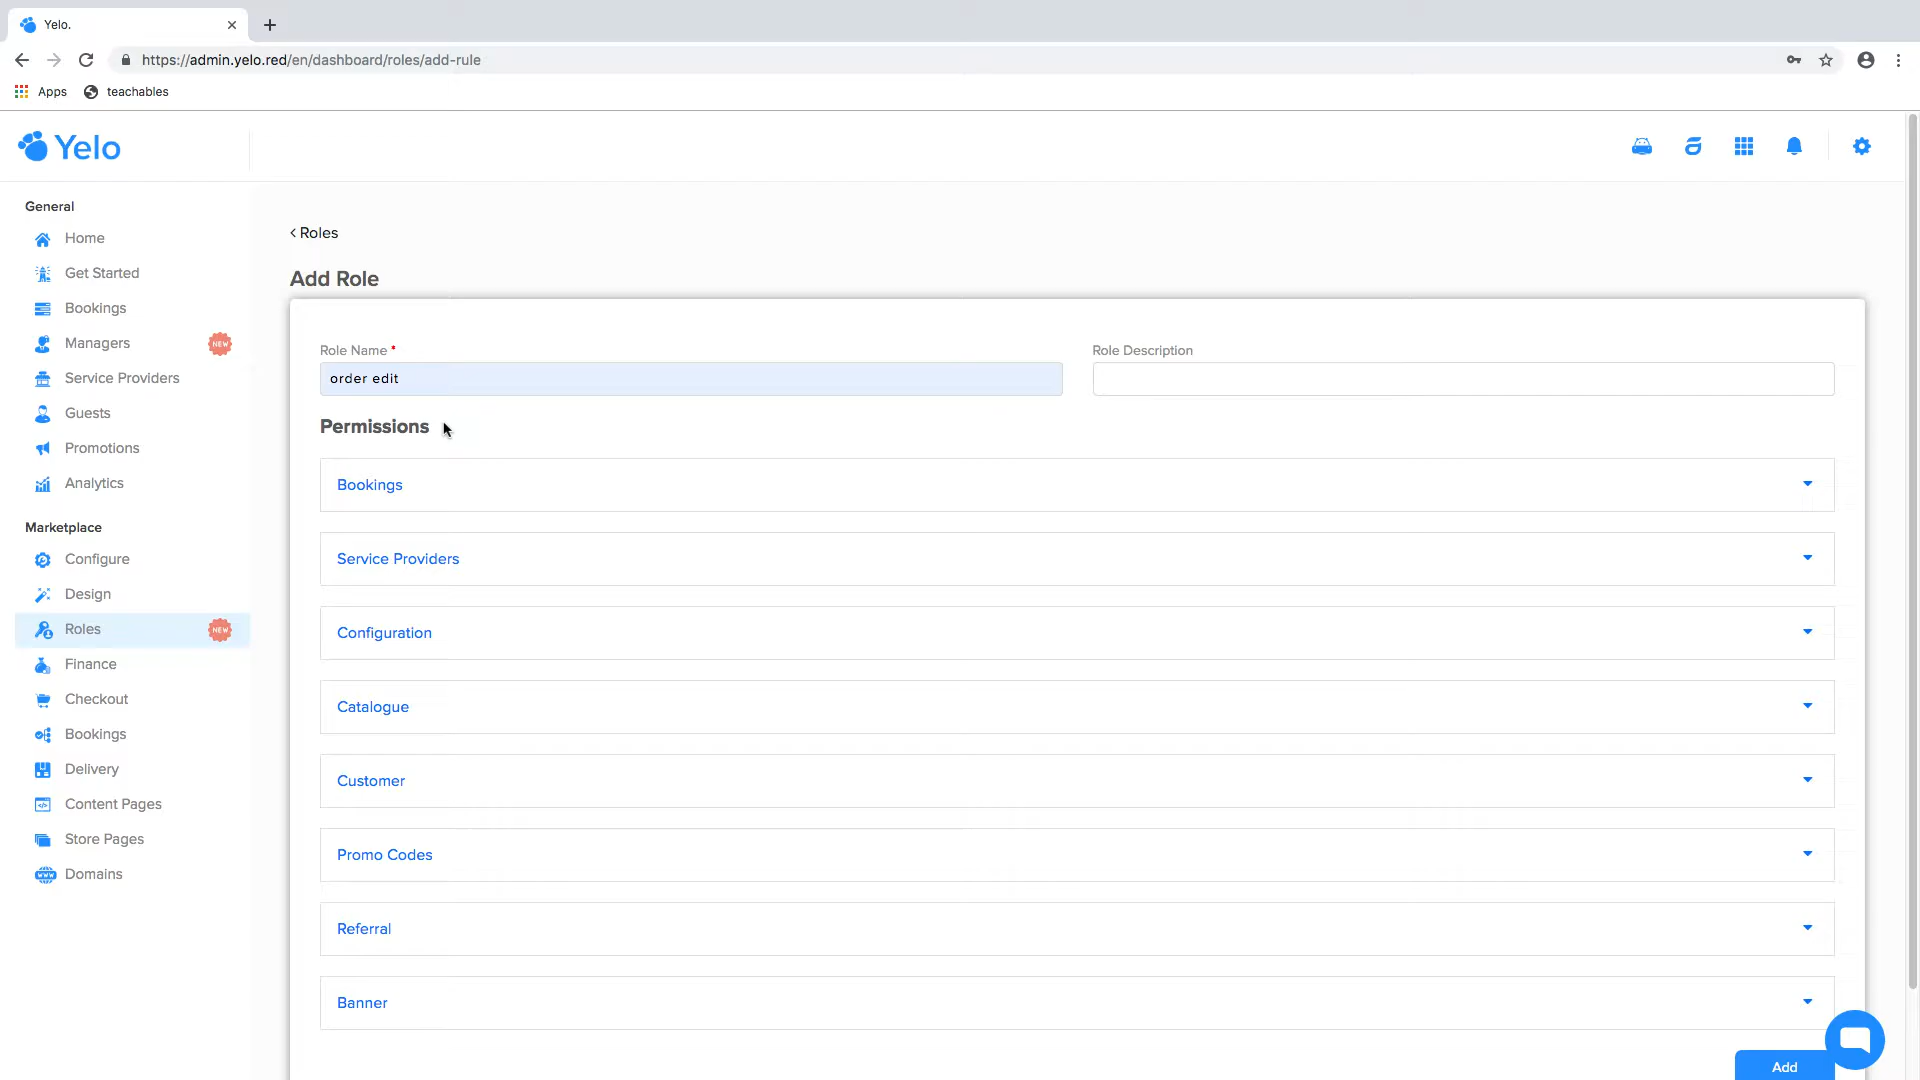 Yelo.
https://admin.yelo.red/en/dashboard/roles/add-rule
Apps
teachables
Yelo
General
Home
Get Started
Bookings
Managers
NEW
Service Providers
Guests
Promotions
Analytics
Marketplace
Configure
Design
Roles
NEW
Finance
Checkout
Bookings
Delivery
Content Pages
Store Pages
Domains
< Roles
Add Role
Role Name *
order edit
Role Description
Permissions
Bookings
Service Providers
Configuration
Catalogue
Customer
Promo Codes
Referral
Banner
Add